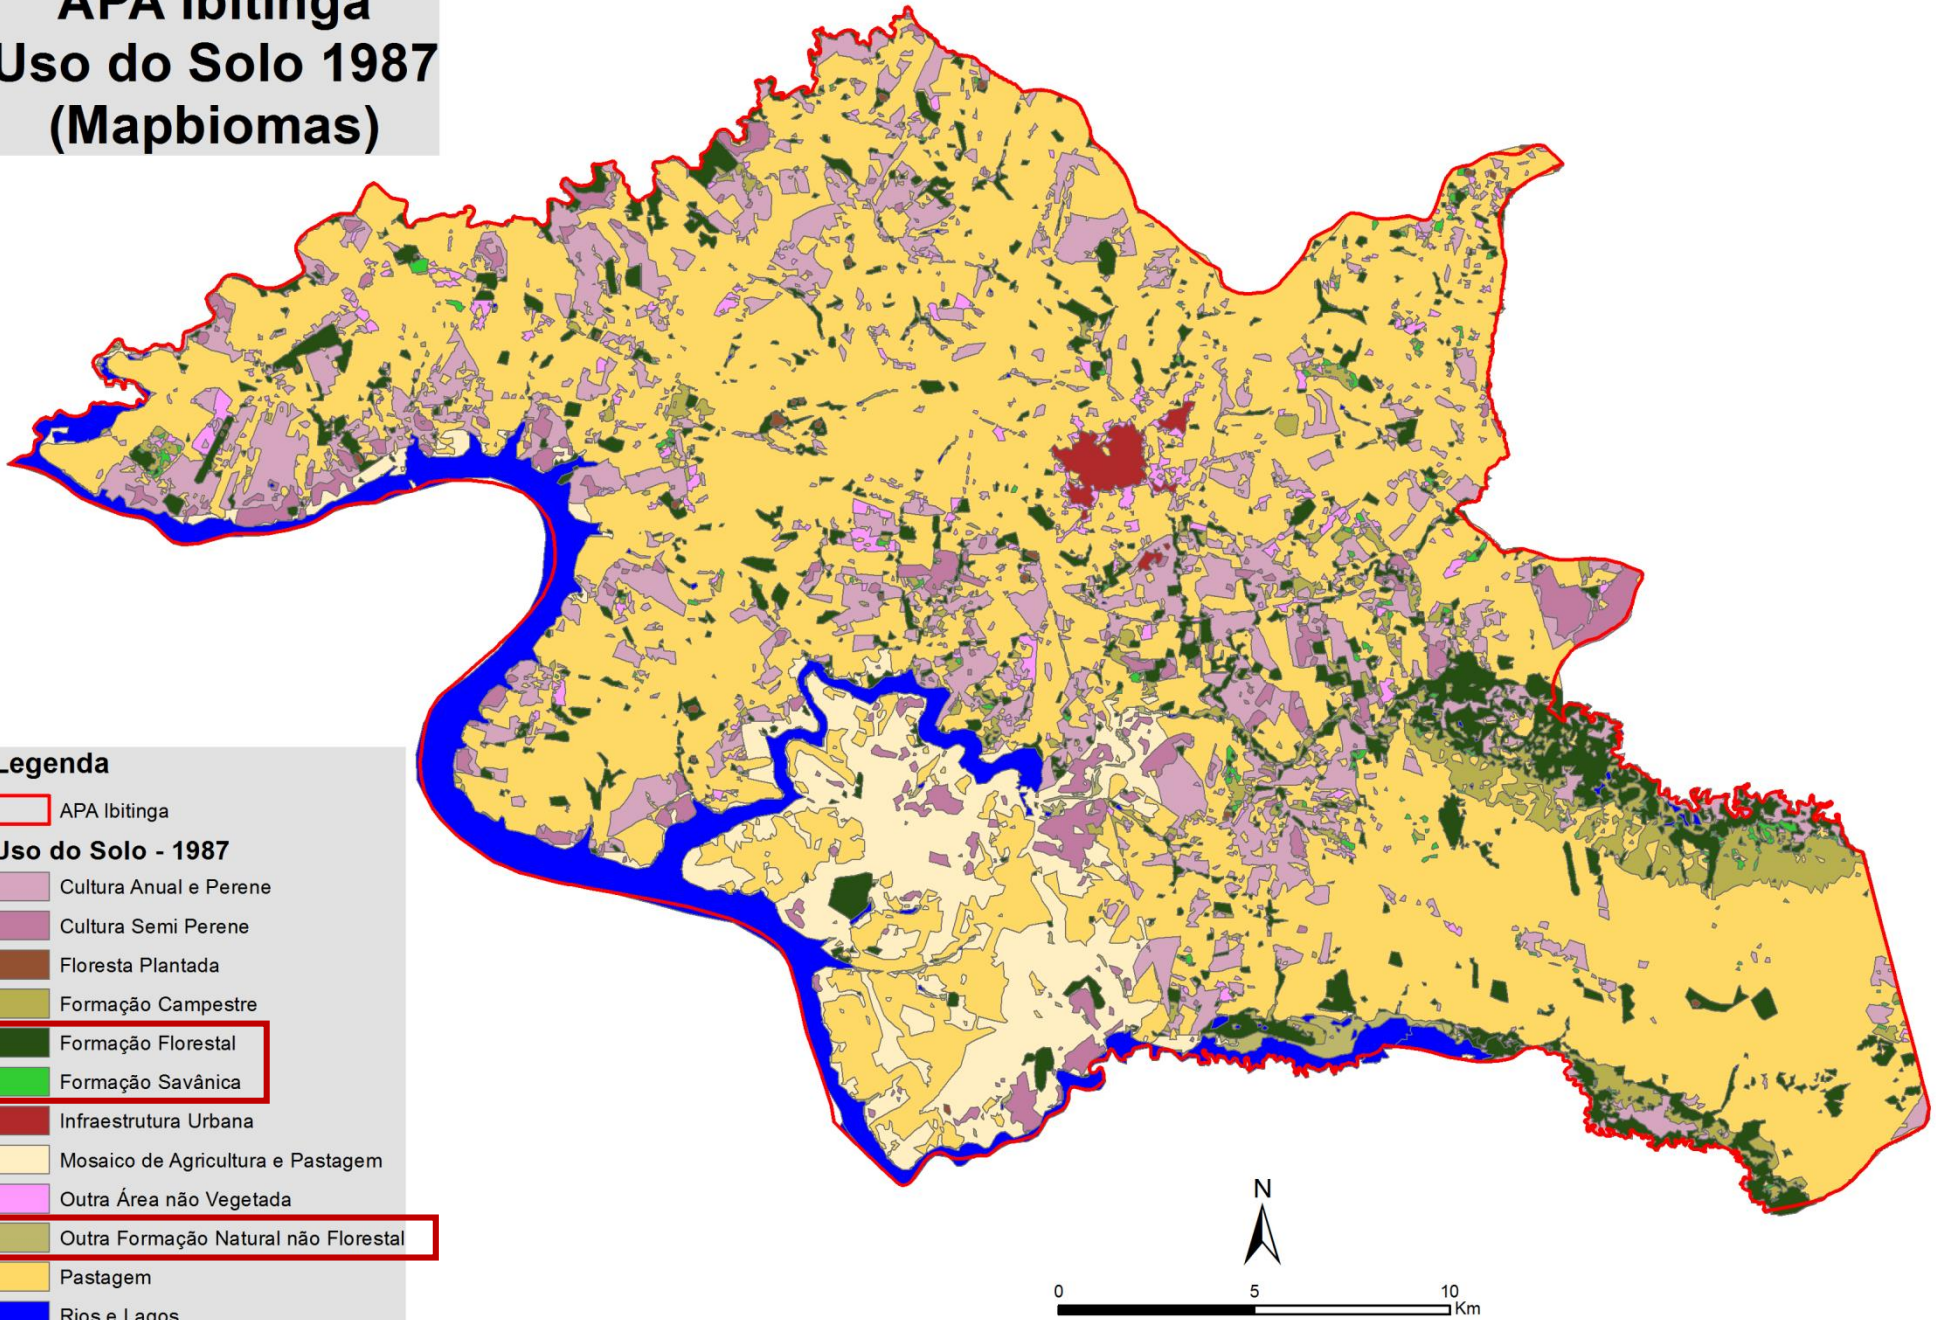 APA Ibitinga
Uso do Solo 1987
(Mapbiomas)
Legenda
APA Ibitinga
Uso do Solo - 1987
Cultura Anual e Perene
Cultura Semi Perene
Floresta Plantada
Formação Campestre
Formação Florestal
Formação Savânica
Infraestrutura Urbana
Mosaico de Agricultura e Pastagem
Outra Área não Vegetada
Outra Formação Natural não Florestal
Pastagem
Rios e Lagos
N
0 5 10
Km